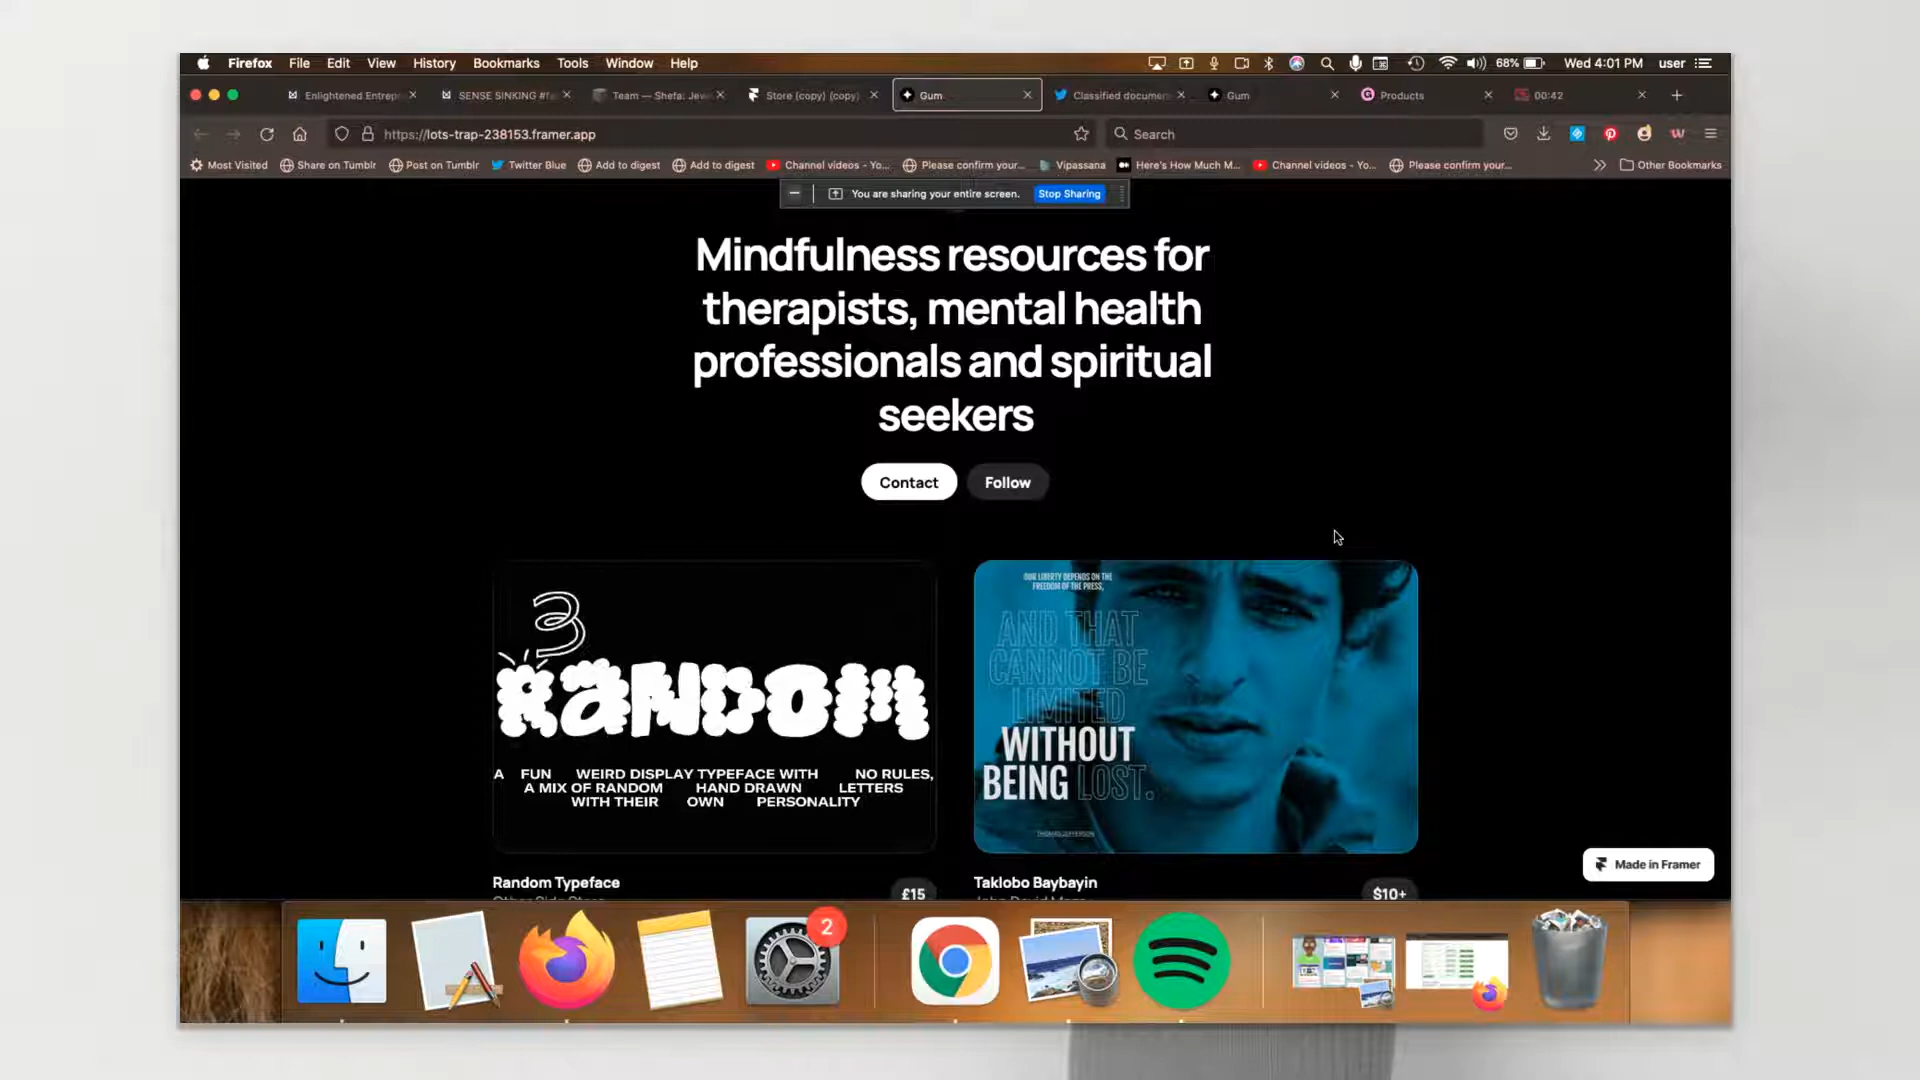 Firefox File Edit View History Bookmarks Tools Window Help 68% Wed 4:01 PM user
Enlightened Entrep SENSE SINKING Team — Shefa: Jew Store (copy) (copy) Gum Classified documen Gum Products 00:42
https://lots-trap-238153.framer.app Search
Most Visited Share on Tumblr Post on Tumblr Twitter Blue Add to digest Add to digest Channel videos - Yo... Please confirm your... Vipassana Here's How Much M... Channel videos - Yo... Please confirm your... Other Bookmarks
You are sharing your entire screen. Stop Sharing
Mindfulness resources for
therapists, mental health
professionals and spiritual
seekers
Contact Follow
3
RANDOM
A FUN WEIRD DISPLAY TYPEFACE WITH NO RULES,
A MIX OF RANDOM HAND DRAWN LETTERS
WITH THEIR OWN PERSONALITY
OUR LIBERTY DEPENDS ON THE
FREEDOM OF THE PRESS,
AND THAT
CANNOT BE
LIMITED
WITHOUT
BEING LOST.
THOMAS JEFFERSON
Made in Framer
Random Typeface
£15
Taklobo Baybayin
$10+
2